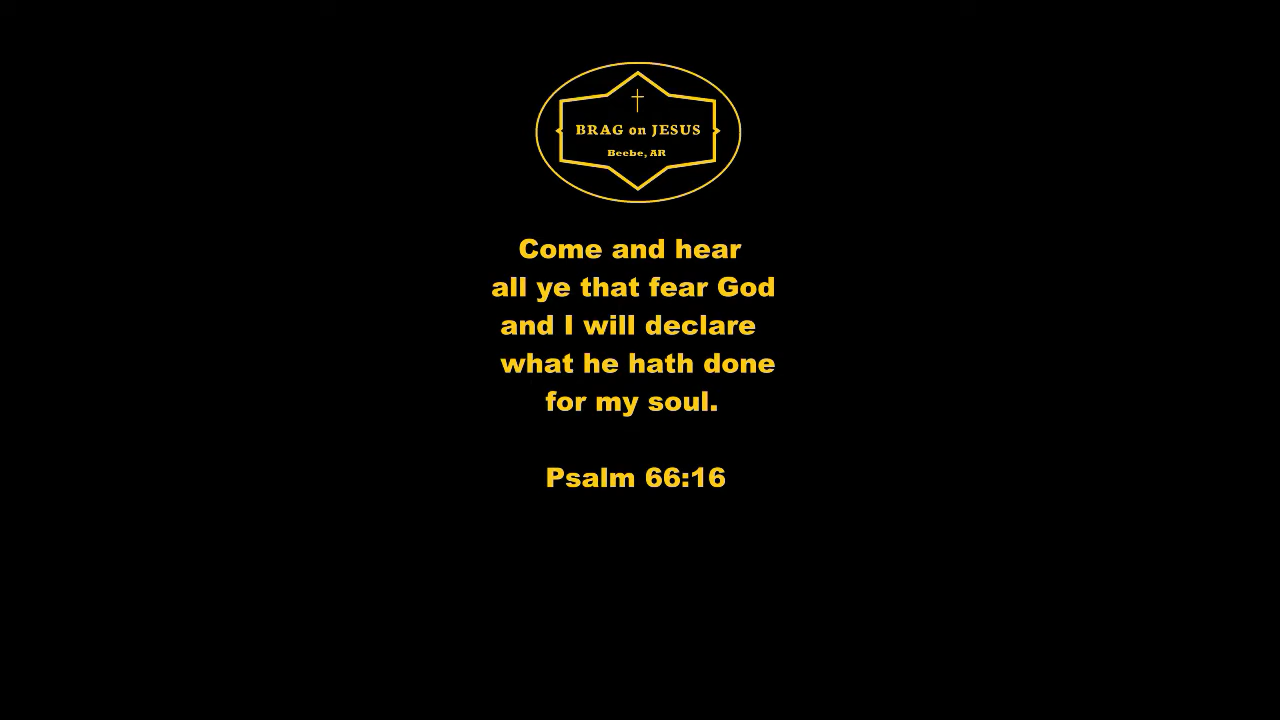 BRAG on JESUS
Beebe, AR
Come and hear
all ye that fear God
and I will declare
what he hath done
for my soul.
Psalm 66:16